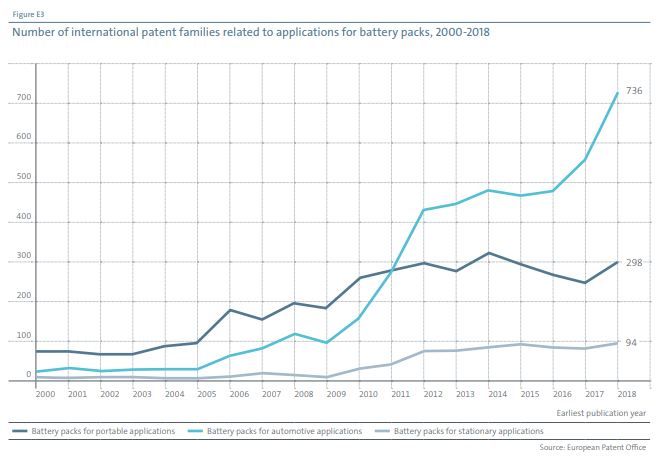 Figure E3
Number of international patent families related to applications for battery packs, 2000-2018
736
700
600
500
400
300
298
200
100
94
0
2000 2001 2002 2003 2004 2005 2006 2007 2008 2009 2010 2011 2012 2013 2014 2015 2016 2017 2018
Earliest publication year
Battery packs for portable applications Battery packs for automotive applications Battery packs for stationary applications
Source: European Patent Office